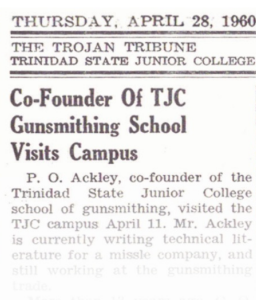 THURSDAY, APRIL 28, 1960
THE TROJAN TRIBUNE
TRINIDAD STATE JUNIOR COLLEGE
Co-Founder Of TJC
Gunsmithing School
Visits Campus
P. O. Ackley, co-founder of the
Trinidad State Junior College
school of gunsmithing, visited the
TJC campus April 11. Mr. Ackley
is currently writing technical lit-
erature for a missle company, and
still working at the gunsmithing
trade.